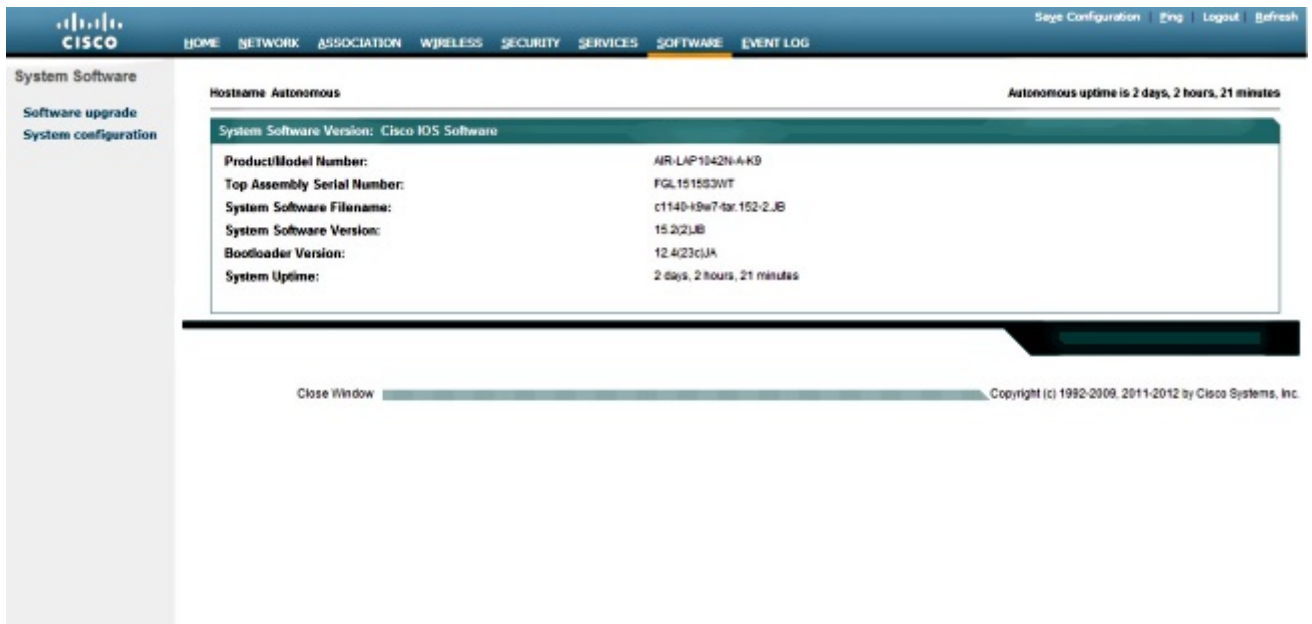 Save Configuration | Ping | Logout | Refresh
CISCO
HOME NETWORK ASSOCIATION WIRELESS SECURITY SERVICES SOFTWARE EVENT LOG
System Software
Software upgrade
System configuration
Hostname Autonomous
Autonomous uptime is 2 days, 2 hours, 21 minutes
System Software Version: Cisco IOS Software
Product/Model Number: AIR-LAP1042N-A-K9
Top Assembly Serial Number: FGL1515S3WT
System Software Filename: c1140-k9w7-tar.152-2.JB
System Software Version: 15.2(2)JB
Bootloader Version: 12.4(23c)JA
System Uptime: 2 days, 2 hours, 21 minutes
Close Window
Copyright (c) 1992-2009, 2011-2012 by Cisco Systems, Inc.